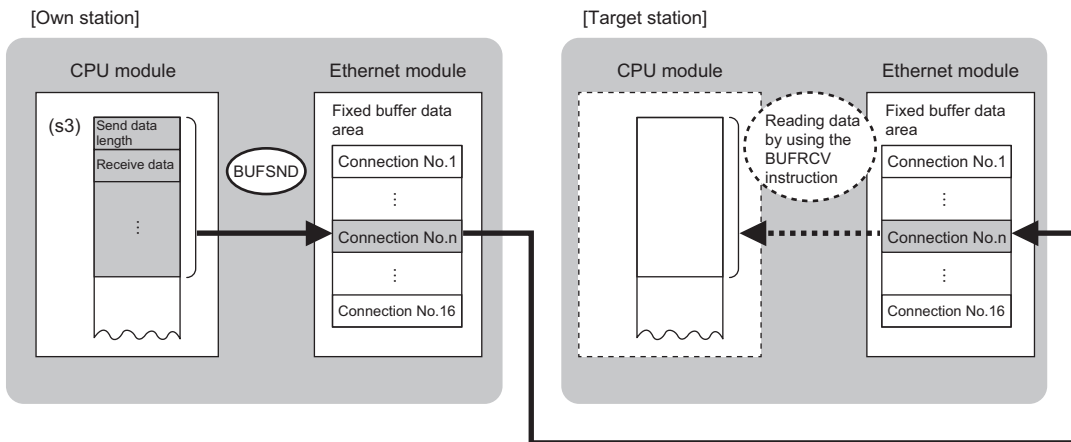 [Own station]
CPU module
Ethernet module
(s3)
Send data
length
Receive data
⋮
BUFSND
Fixed buffer data
area
Connection No.1
⋮
Connection No.n
⋮
Connection No.16
[Target station]
CPU module
Ethernet module
Reading data
by using the
BUFRCV
instruction
Fixed buffer data
area
Connection No.1
⋮
Connection No.n
⋮
Connection No.16